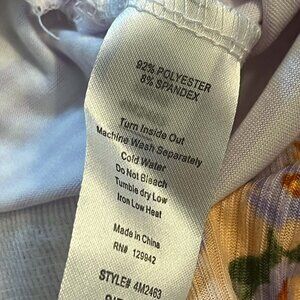 92% POLYESTER
8% SPANDEX
Turn Inside Out
Machine Wash Separately
Cold Water
Do Not Bleach
Tumble dry Low
Iron Low Heat
Made in China
RN# 129942
STYLE# 4M2463